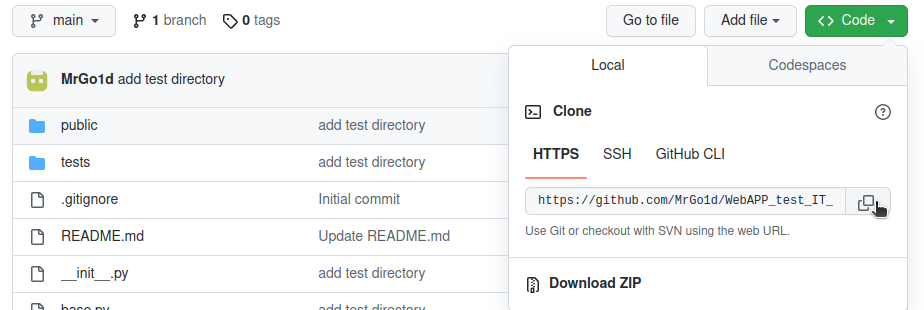 main 1 branch 0 tags Go to file Add file Code
Local Codespaces
MrGo1d add test directory
Clone
public add test directory
HTTPS SSH GitHub CLI
tests add test directory
.gitignore Initial commit
https://github.com/MrGo1d/WebAPP_test_IT_
Use Git or checkout with SVN using the web URL.
README.md Update README.md
__init__.py add test directory
Download ZIP
base.py add test directory